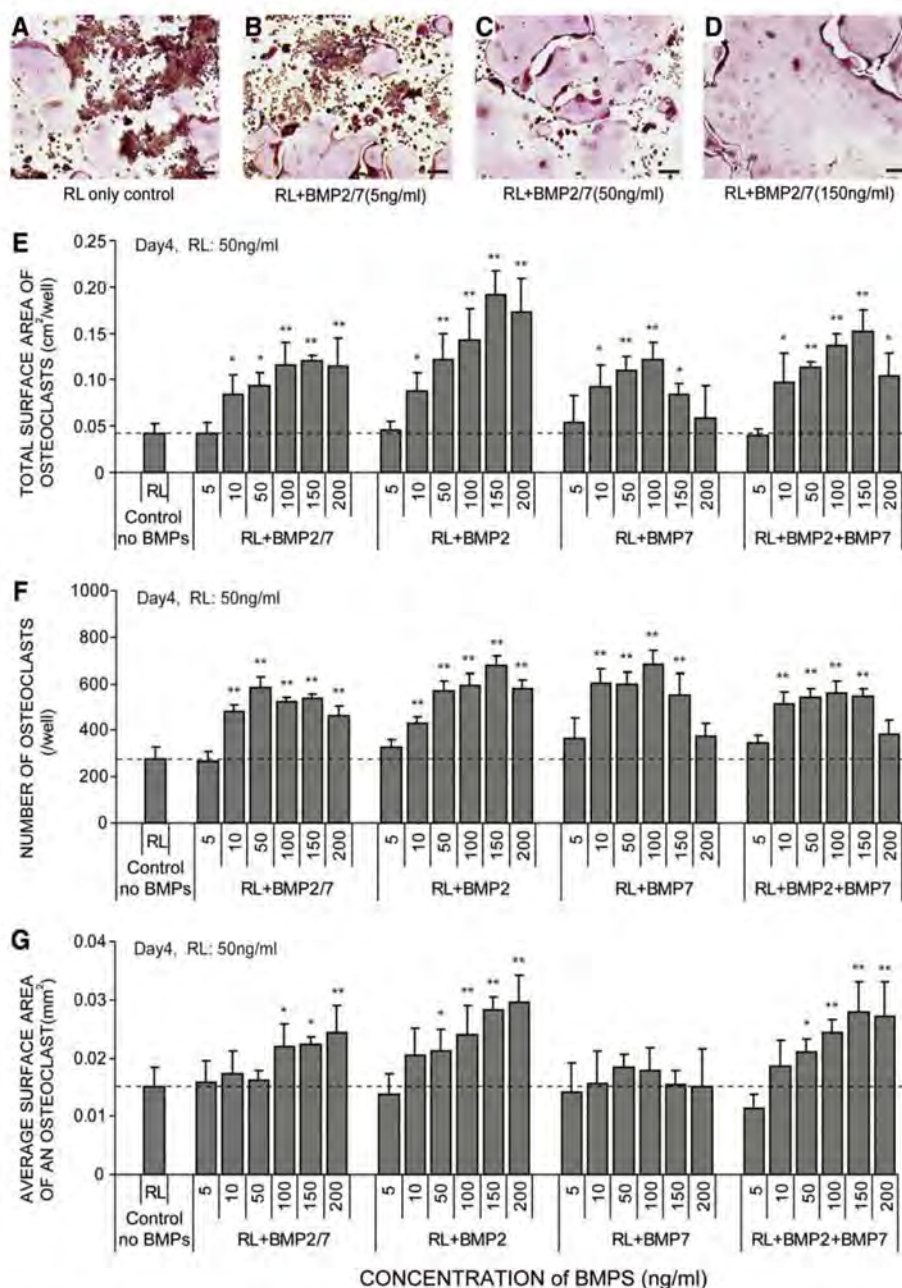 A B C D
RL only control RL+BMP2/7(5ng/ml) RL+BMP2/7(50ng/ml) RL+BMP2/7(150ng/ml)
E Day4, RL: 50ng/ml
TOTAL SURFACE AREA OF
OSTEOCLASTS (cm²/well)
0.25
0.20
0.15
0.10
0.05
0
* * ** ** ** * ** ** ** ** * ** ** * * ** ** ** *
RL 5 10 50 100 150 200 5 10 50 100 150 200 5 10 50 100 150 200 5 10 50 100 150 200
Control
no BMPs RL+BMP2/7 RL+BMP2 RL+BMP7 RL+BMP2+BMP7
F Day4, RL: 50ng/ml
NUMBER OF OSTEOCLASTS
(/well)
1000
800
600
400
200
0
** ** ** ** ** ** ** ** ** ** ** ** ** ** ** ** ** **
RL 5 10 50 100 150 200 5 10 50 100 150 200 5 10 50 100 150 200 5 10 50 100 150 200
Control
no BMPs RL+BMP2/7 RL+BMP2 RL+BMP7 RL+BMP2+BMP7
G Day4, RL: 50ng/ml
AVERAGE SURFACE AREA
OF AN OSTEOCLAST(mm²)
0.04
0.03
0.02
0.01
0
* * ** * ** ** ** * ** ** **
RL 5 10 50 100 150 200 5 10 50 100 150 200 5 10 50 100 150 200 5 10 50 100 150 200
Control
no BMPs RL+BMP2/7 RL+BMP2 RL+BMP7 RL+BMP2+BMP7
CONCENTRATION of BMPS (ng/ml)